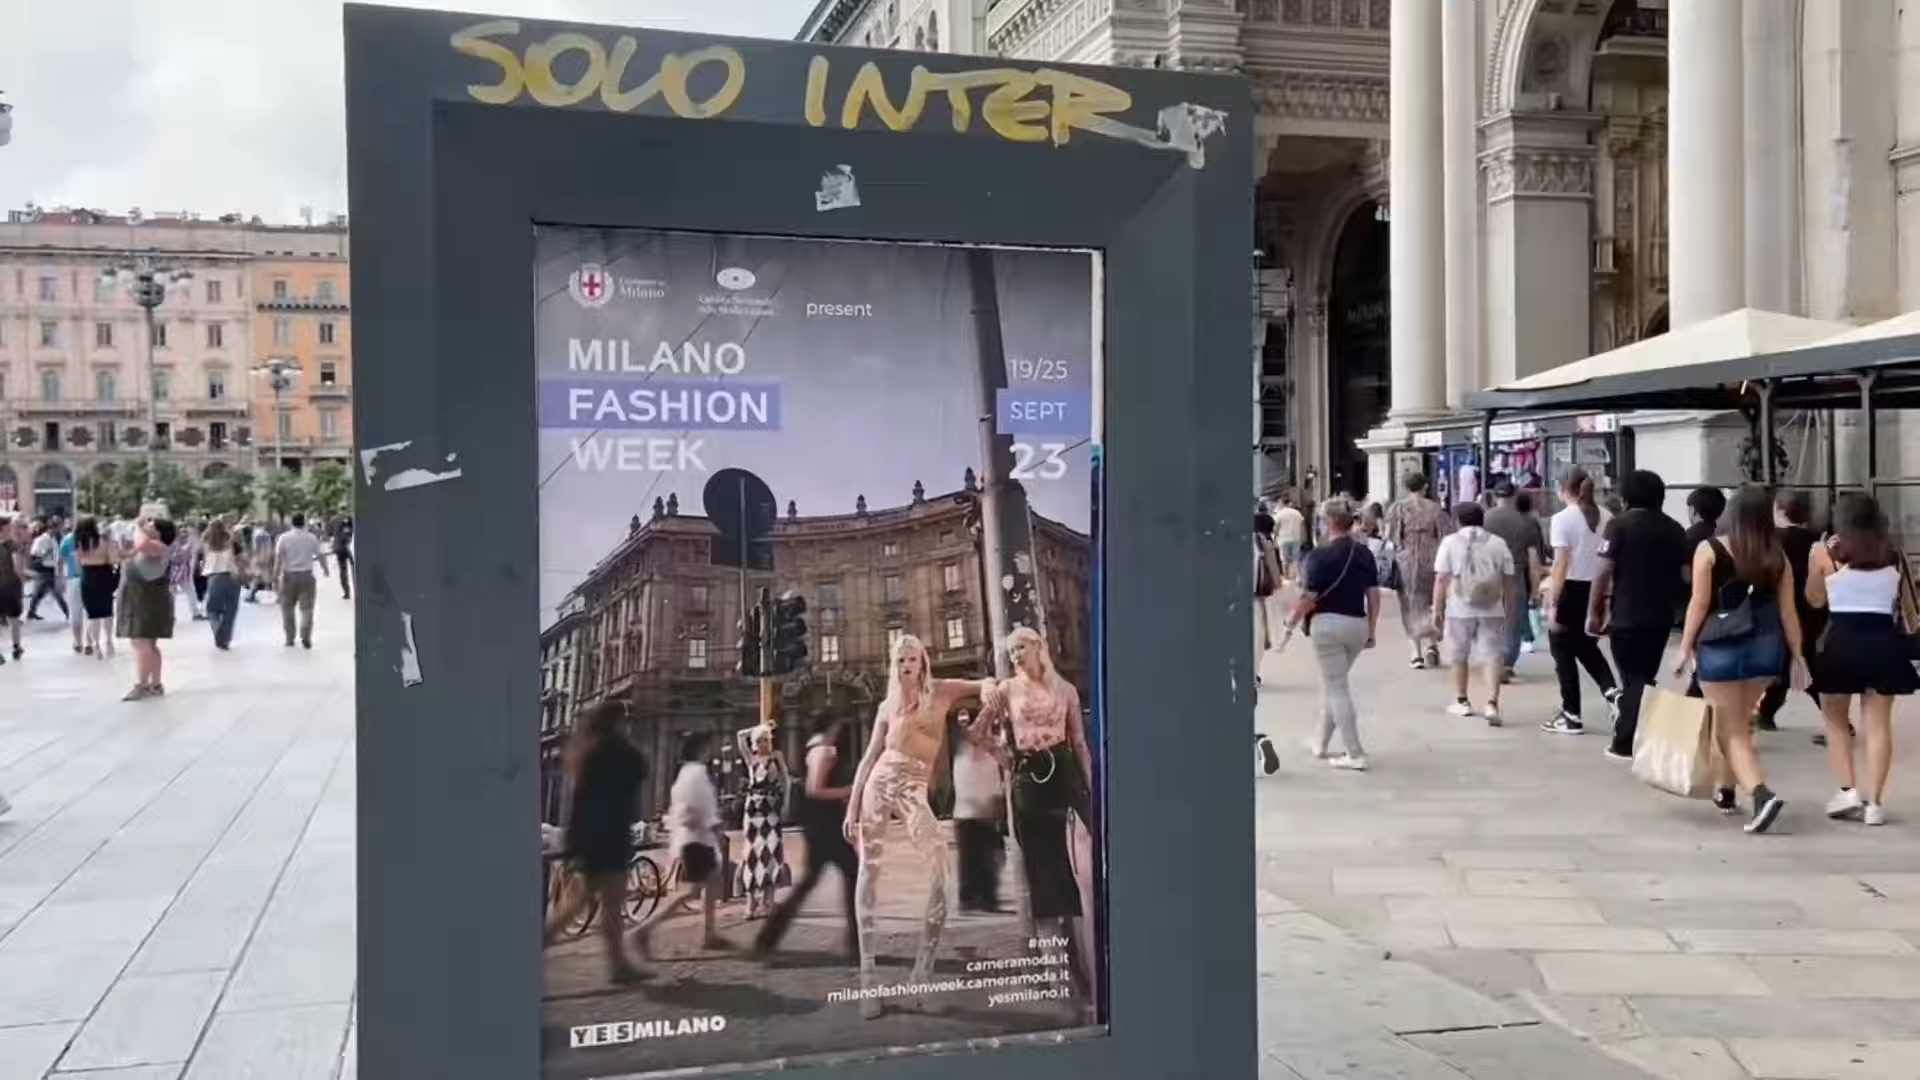 SOLO INTER
Milano
present
MILANO
FASHION
WEEK
19/25
SEPT
23
#mfw
cameramoda.it
milanofashionweek.cameramoda.it
yesmilano.it
YESMILANO